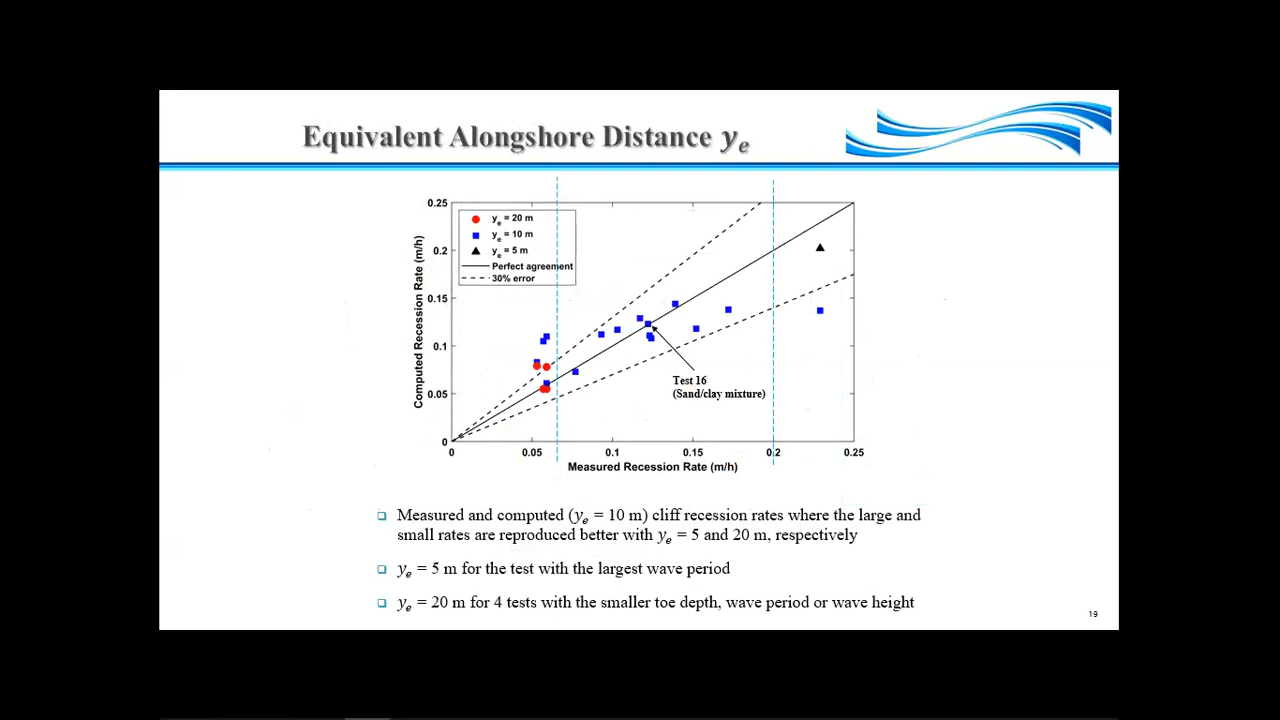 Equivalent Alongshore Distance yₑ
0.25
0.2
0.15
0.1
0.05
0
Computed Recession Rate (m/h)
yₑ = 20 m
yₑ = 10 m
yₑ = 5 m
Perfect agreement
30% error
Test 16
(Sand/clay mixture)
0 0.05 0.1 0.15 0.2 0.25
Measured Recession Rate (m/h)
Measured and computed (yₑ = 10 m) cliff recession rates where the large and
small rates are reproduced better with yₑ = 5 and 20 m, respectively
yₑ = 5 m for the test with the largest wave period
yₑ = 20 m for 4 tests with the smaller toe depth, wave period or wave height
19